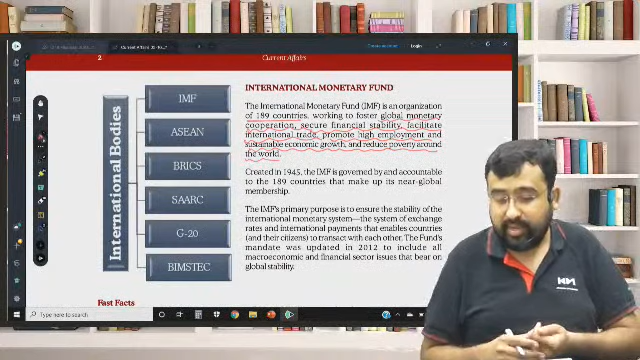 Current Affairs 30-10-
Login
2
Current Affairs
International Bodies
IMF
ASEAN
BRICS
SAARC
G-20
BIMSTEC
Fast Facts
INTERNATIONAL MONETARY FUND
The International Monetary Fund (IMF) is an organization
of 189 countries, working to foster global monetary
cooperation, secure financial stability, facilitate
international trade, promote high employment and
sustainable economic growth, and reduce poverty around
the world.
Created in 1945, the IMF is governed by and accountable
to the 189 countries that make up its near-global
membership.
The IMF's primary purpose is to ensure the stability of the
international monetary system—the system of exchange
rates and international payments that enables countries
(and their citizens) to transact with each other. The Fund's
mandate was updated in 2012 to include all
macroeconomic and financial sector issues that bear on
global stability.
Type here to search